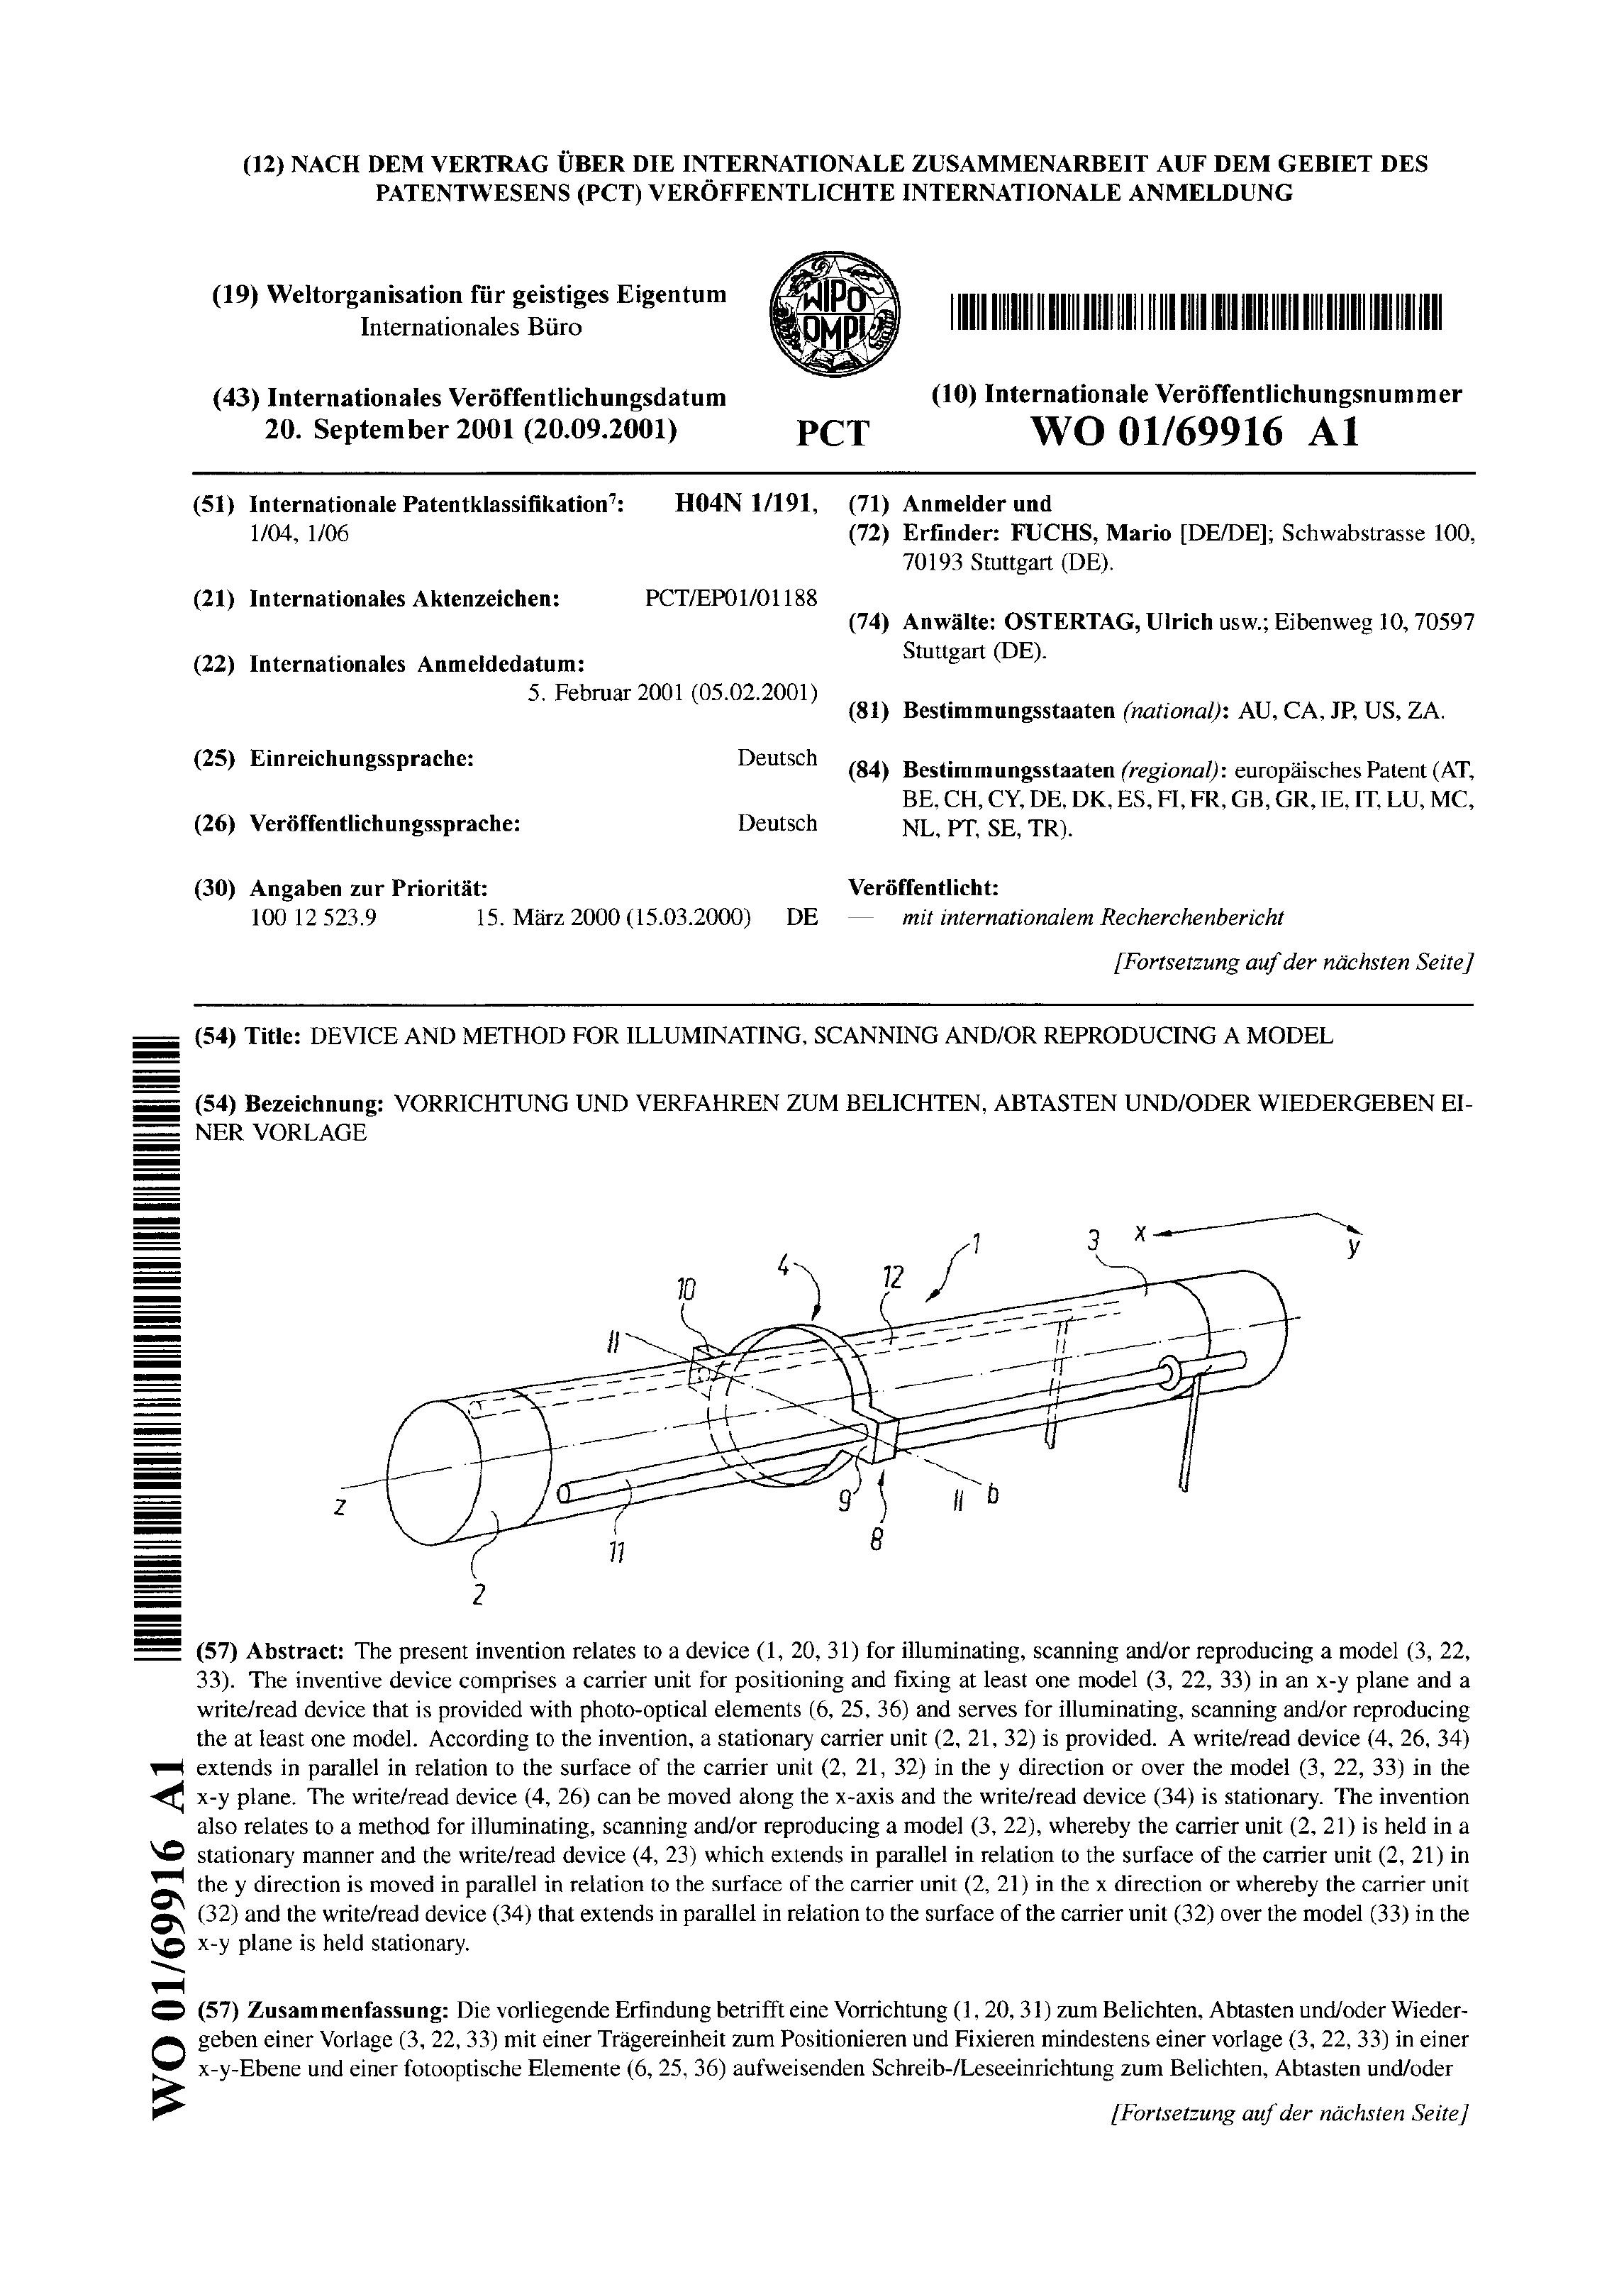 (12) NACH DEM VERTRAG ÜBER DIE INTERNATIONALE ZUSAMMENARBEIT AUF DEM GEBIET DES
PATENTWESENS (PCT) VERÖFFENTLICHTE INTERNATIONALE ANMELDUNG
(19) Weltorganisation für geistiges Eigentum
Internationales Büro
WIPO
OMPI
(43) Internationales Veröffentlichungsdatum
20. September 2001 (20.09.2001)
PCT
(10) Internationale Veröffentlichungsnummer
WO 01/69916 A1
(51) Internationale Patentklassifikation⁷: H04N 1/191,
1/04, 1/06
(21) Internationales Aktenzeichen: PCT/EP01/01188
(22) Internationales Anmeldedatum:
5. Februar 2001 (05.02.2001)
(25) Einreichungssprache: Deutsch
(26) Veröffentlichungssprache: Deutsch
(30) Angaben zur Priorität:
100 12 523.9 15. März 2000 (15.03.2000) DE
(71) Anmelder und
(72) Erfinder: FUCHS, Mario [DE/DE]; Schwabstrasse 100,
70193 Stuttgart (DE).
(74) Anwälte: OSTERTAG, Ulrich usw.; Eibenweg 10, 70597
Stuttgart (DE).
(81) Bestimmungsstaaten (national): AU, CA, JP, US, ZA.
(84) Bestimmungsstaaten (regional): europäisches Patent (AT,
BE, CH, CY, DE, DK, ES, FI, FR, GB, GR, IE, IT, LU, MC,
NL, PT, SE, TR).
Veröffentlicht:
— mit internationalem Recherchenbericht
[Fortsetzung auf der nächsten Seite]
(54) Title: DEVICE AND METHOD FOR ILLUMINATING, SCANNING AND/OR REPRODUCING A MODEL
(54) Bezeichnung: VORRICHTUNG UND VERFAHREN ZUM BELICHTEN, ABTASTEN UND/ODER WIEDERGEBEN EI-
NER VORLAGE
1
3
x
y
4
12
10
II
z
9
II
b
11
8
2
(57) Abstract: The present invention relates to a device (1, 20, 31) for illuminating, scanning and/or reproducing a model (3, 22,
33). The inventive device comprises a carrier unit for positioning and fixing at least one model (3, 22, 33) in an x-y plane and a
write/read device that is provided with photo-optical elements (6, 25, 36) and serves for illuminating, scanning and/or reproducing
the at least one model. According to the invention, a stationary carrier unit (2, 21, 32) is provided. A write/read device (4, 26, 34)
extends in parallel in relation to the surface of the carrier unit (2, 21, 32) in the y direction or over the model (3, 22, 33) in the
x-y plane. The write/read device (4, 26) can be moved along the x-axis and the write/read device (34) is stationary. The invention
also relates to a method for illuminating, scanning and/or reproducing a model (3, 22), whereby the carrier unit (2, 21) is held in a
stationary manner and the write/read device (4, 23) which extends in parallel in relation to the surface of the carrier unit (2, 21) in
the y direction is moved in parallel in relation to the surface of the carrier unit (2, 21) in the x direction or whereby the carrier unit
(32) and the write/read device (34) that extends in parallel in relation to the surface of the carrier unit (32) over the model (33) in the
x-y plane is held stationary.
(57) Zusammenfassung: Die vorliegende Erfindung betrifft eine Vorrichtung (1, 20, 31) zum Belichten, Abtasten und/oder Wieder-
geben einer Vorlage (3, 22, 33) mit einer Trägereinheit zum Positionieren und Fixieren mindestens einer vorlage (3, 22, 33) in einer
x-y-Ebene und einer fotooptische Elemente (6, 25, 36) aufweisenden Schreib-/Leseeinrichtung zum Belichten, Abtasten und/oder
[Fortsetzung auf der nächsten Seite]
WO 01/69916 A1